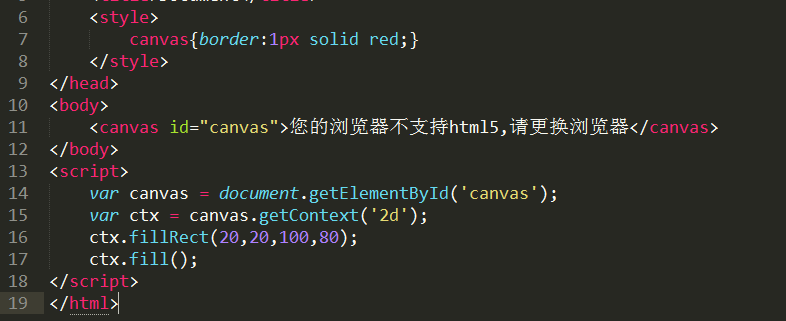 6 <style>
7 canvas{border:1px solid red;}
8 </style>
9 </head>
10 <body>
11 <canvas id="canvas">您的浏览器不支持html5,请更换浏览器</canvas>
12 </body>
13 <script>
14 var canvas = document.getElementById('canvas');
15 var ctx = canvas.getContext('2d');
16 ctx.fillRect(20,20,100,80);
17 ctx.fill();
18 </script>
19 </html>